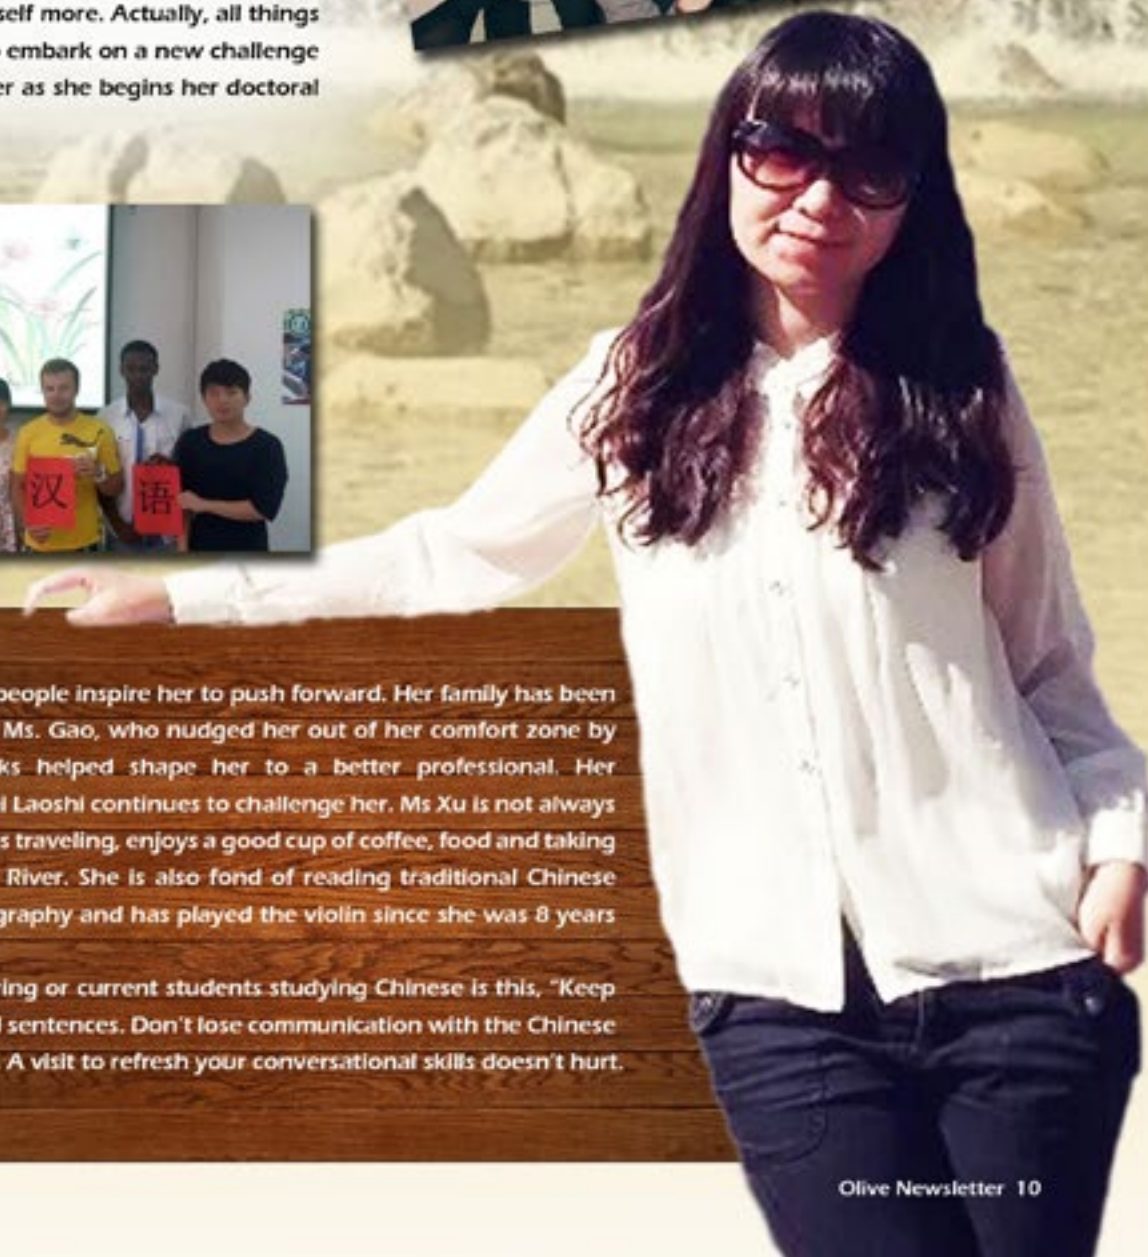 self more. Actually, all things
embark on a new challenge
er as she begins her doctoral
汉 语
people inspire her to push forward. Her family has been
Ms. Gao, who nudged her out of her comfort zone by
ks helped shape her to a better professional. Her
i Laoshi continues to challenge her. Ms Xu is not always
s traveling, enjoys a good cup of coffee, food and taking
River. She is also fond of reading traditional Chinese
graphy and has played the violin since she was 8 years
ring or current students studying Chinese is this, "Keep
sentences. Don't lose communication with the Chinese
. A visit to refresh your conversational skills doesn't hurt.
Olive Newsletter 10